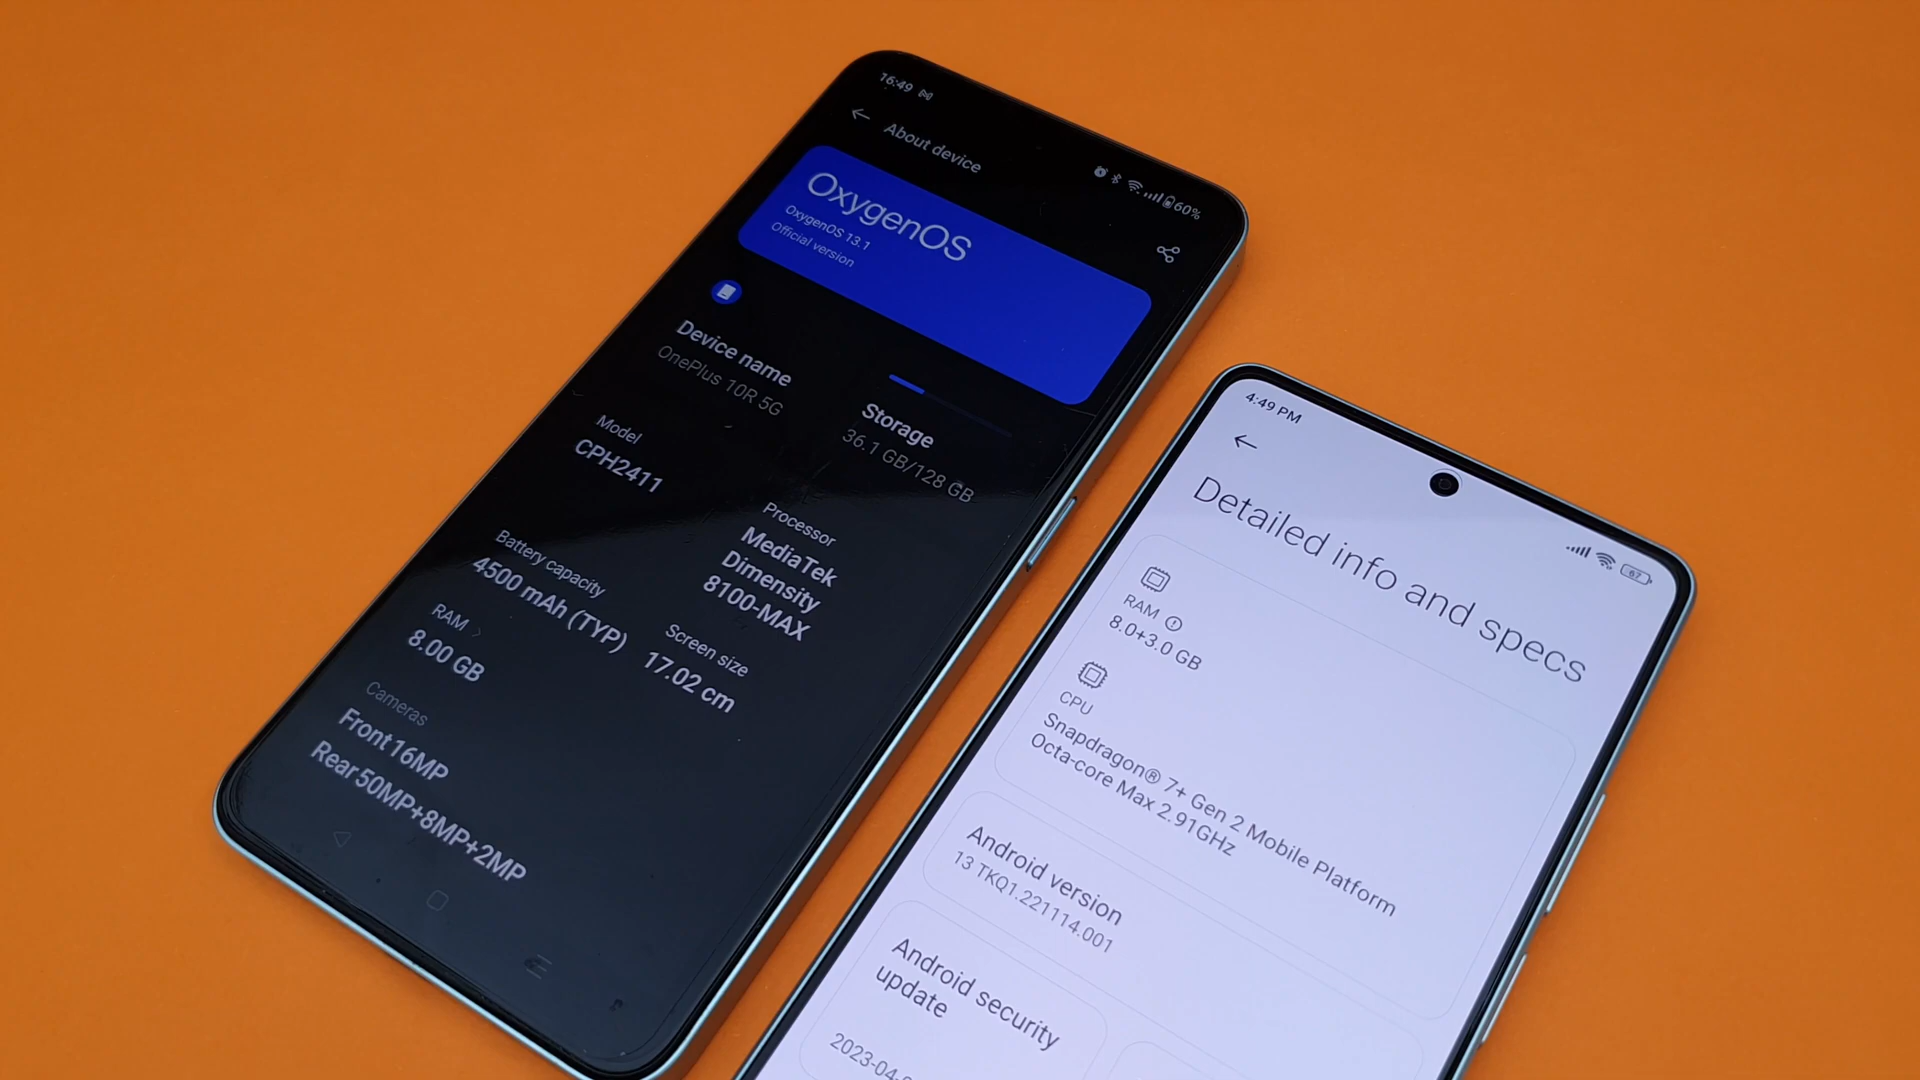 16:49
60%
About device
OxygenOS
OxygenOS 13.1
Official version
Device name
OnePlus 10R 5G
Storage
36.1 GB/128 GB
Model
CPH2411
Processor
MediaTek
Dimensity
8100-MAX
Battery capacity
4500 mAh (TYP)
Screen size
17.02 cm
RAM
8.00 GB
Cameras
Front 16MP
Rear 50MP+8MP+2MP
4:49 PM
67
Detailed info and specs
RAM
8.0+3.0 GB
CPU
Snapdragon® 7+ Gen 2 Mobile Platform
Octa-core Max 2.91GHz
Android version
13 TKQ1.221114.001
Android security
update
2023-04-